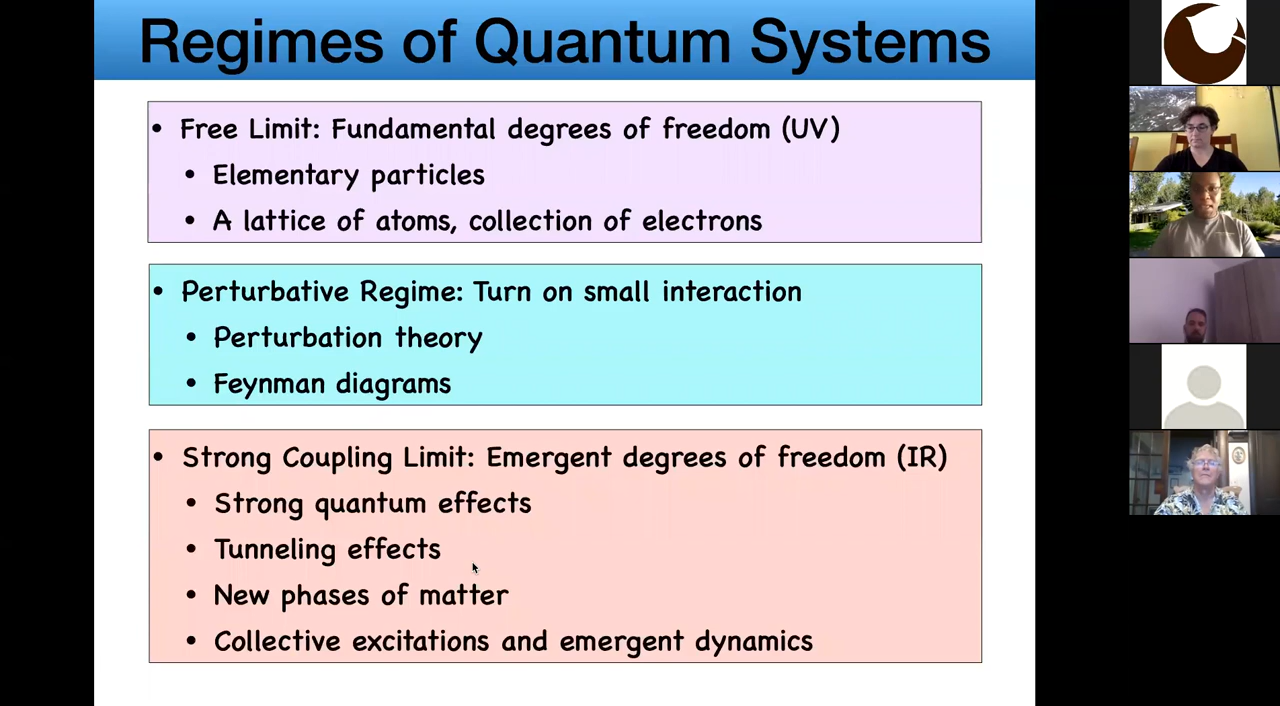 Regimes of Quantum Systems
• Free Limit: Fundamental degrees of freedom (UV)
• Elementary particles
• A lattice of atoms, collection of electrons
• Perturbative Regime: Turn on small interaction
• Perturbation theory
• Feynman diagrams
• Strong Coupling Limit: Emergent degrees of freedom (IR)
• Strong quantum effects
• Tunneling effects
• New phases of matter
• Collective excitations and emergent dynamics